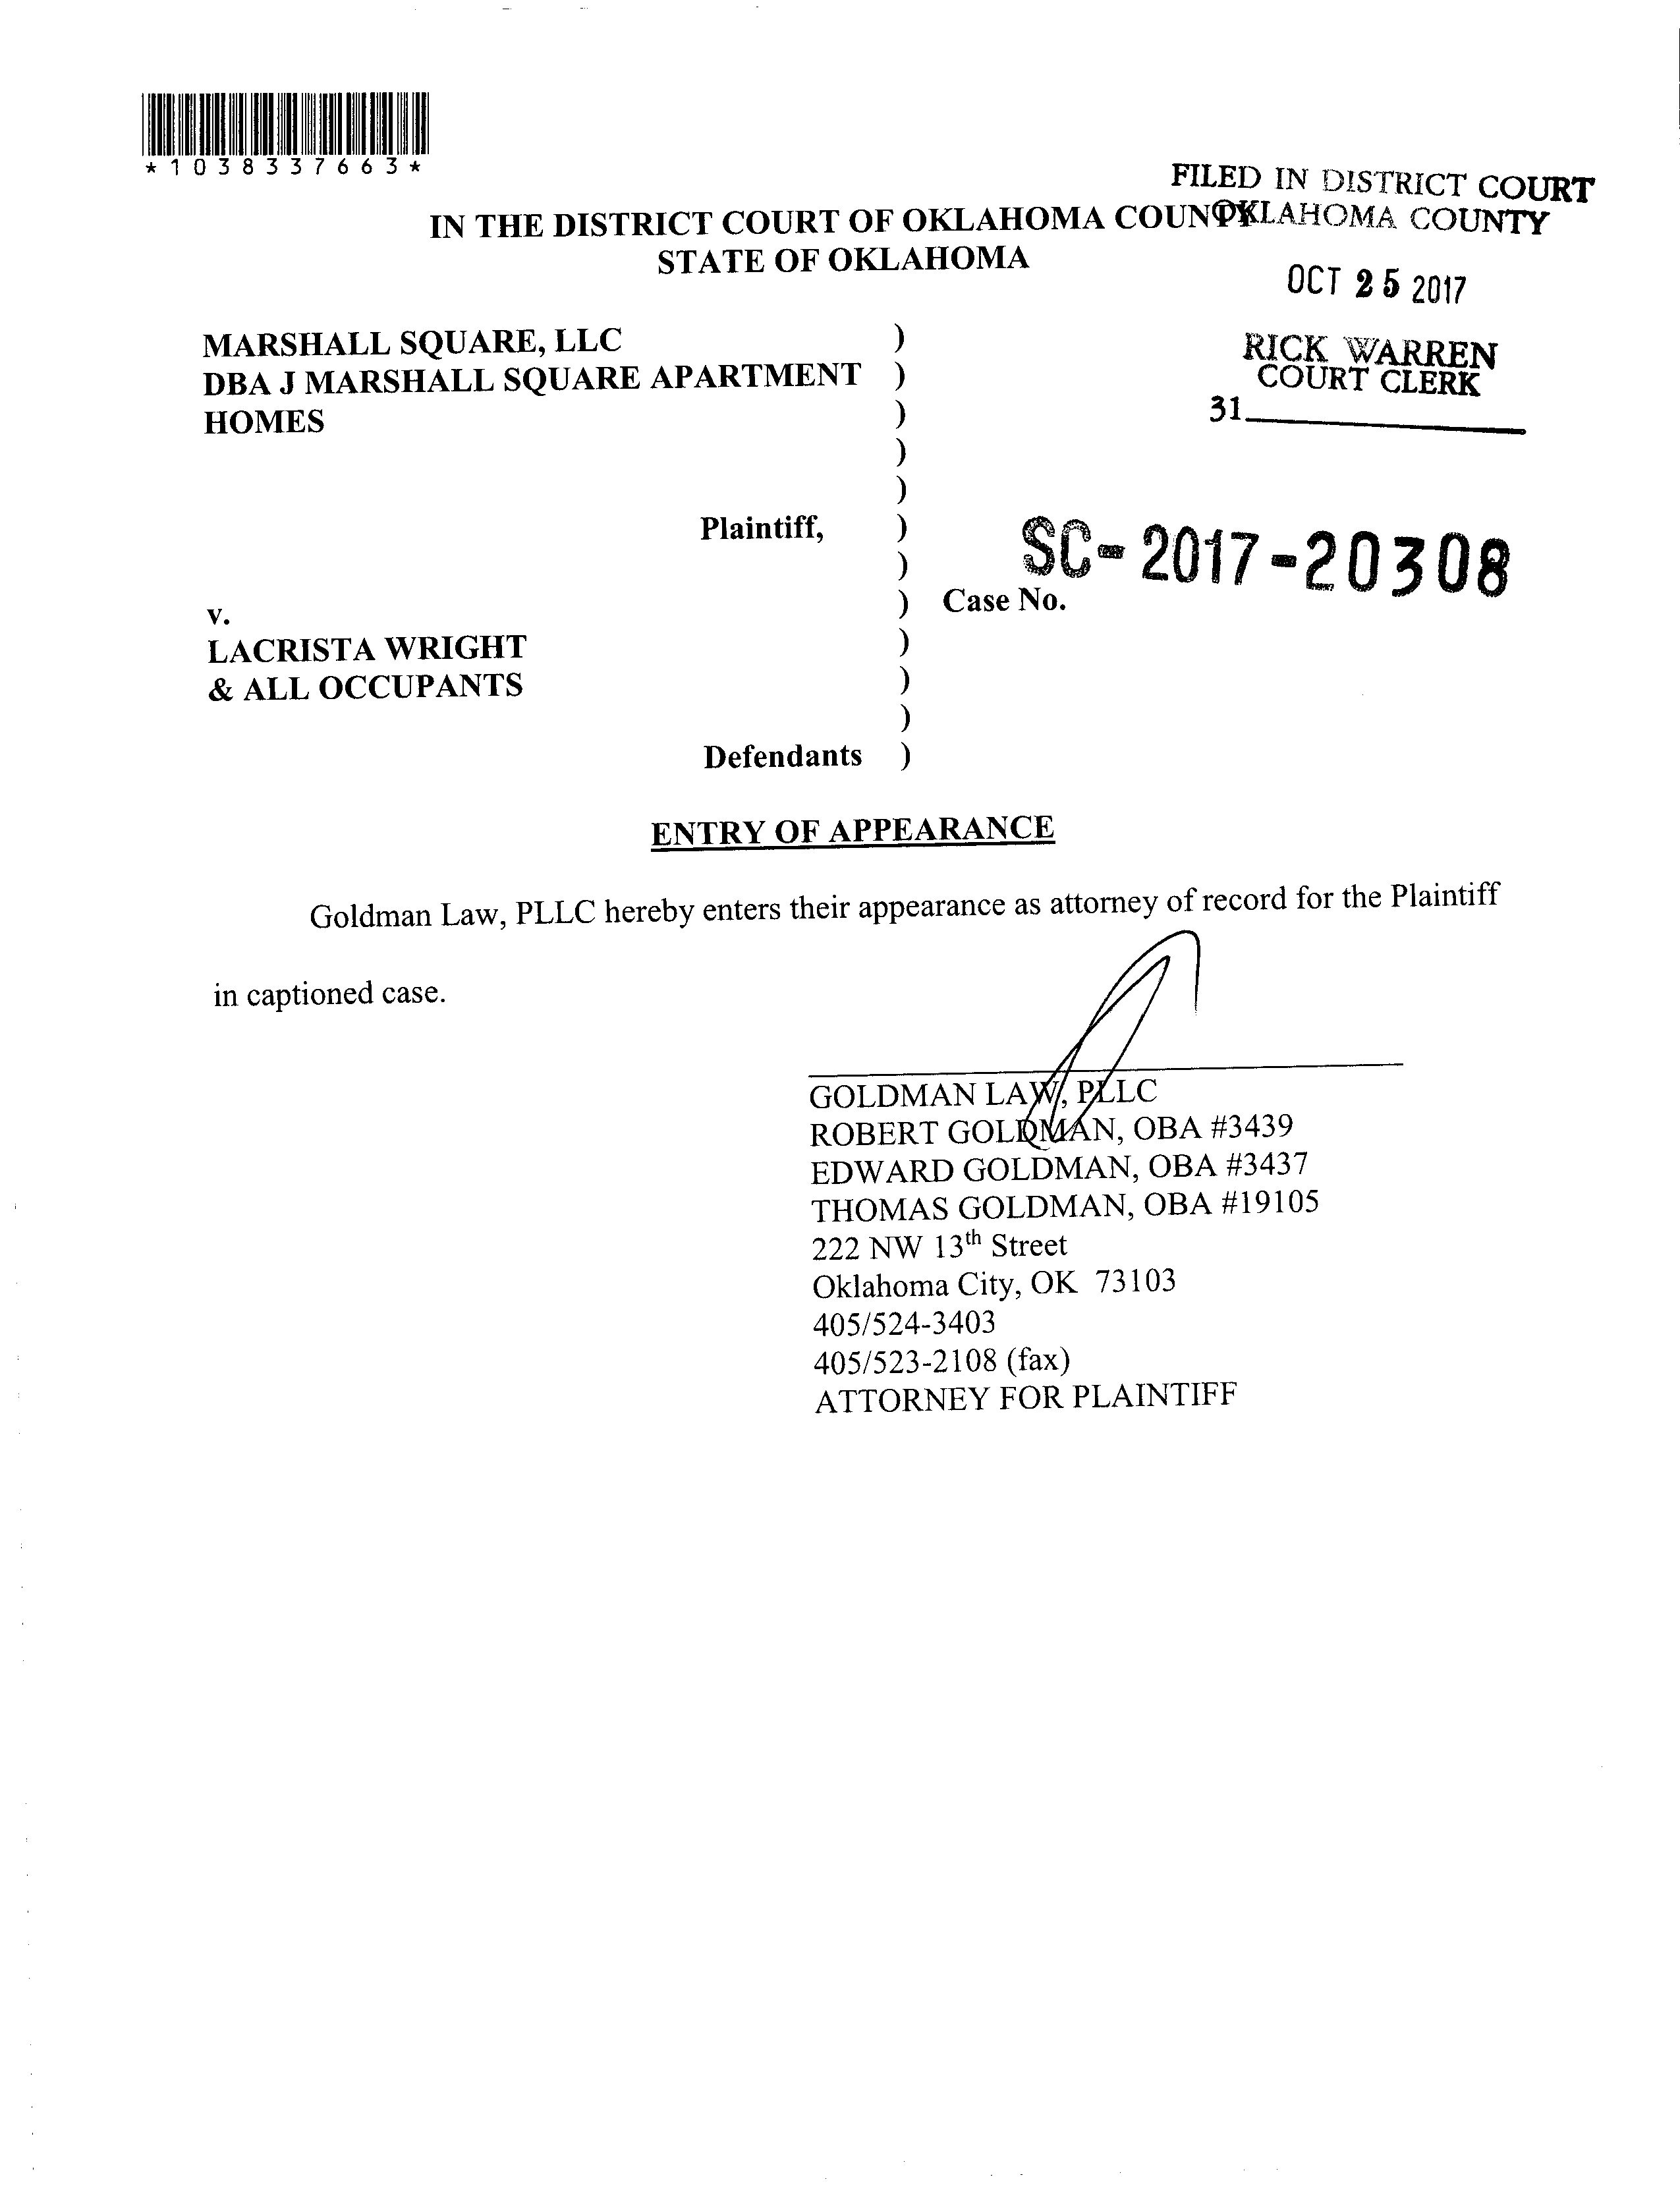 *1038337663*
FILED IN DISTRICT COURT
OKLAHOMA COUNTY
IN THE DISTRICT COURT OF OKLAHOMA COUNTY
STATE OF OKLAHOMA
OCT 25 2017
RICK WARREN
COURT CLERK
31
MARSHALL SQUARE, LLC )
DBA J MARSHALL SQUARE APARTMENT )
HOMES )
)
)
Plaintiff, )
)
SC-2017-20308
v. ) Case No.
LACRISTA WRIGHT )
& ALL OCCUPANTS )
)
Defendants )
ENTRY OF APPEARANCE
Goldman Law, PLLC hereby enters their appearance as attorney of record for the Plaintiff
in captioned case.
GOLDMAN LAW, PLLC
ROBERT GOLDMAN, OBA #3439
EDWARD GOLDMAN, OBA #3437
THOMAS GOLDMAN, OBA #19105
222 NW 13th Street
Oklahoma City, OK 73103
405/524-3403
405/523-2108 (fax)
ATTORNEY FOR PLAINTIFF